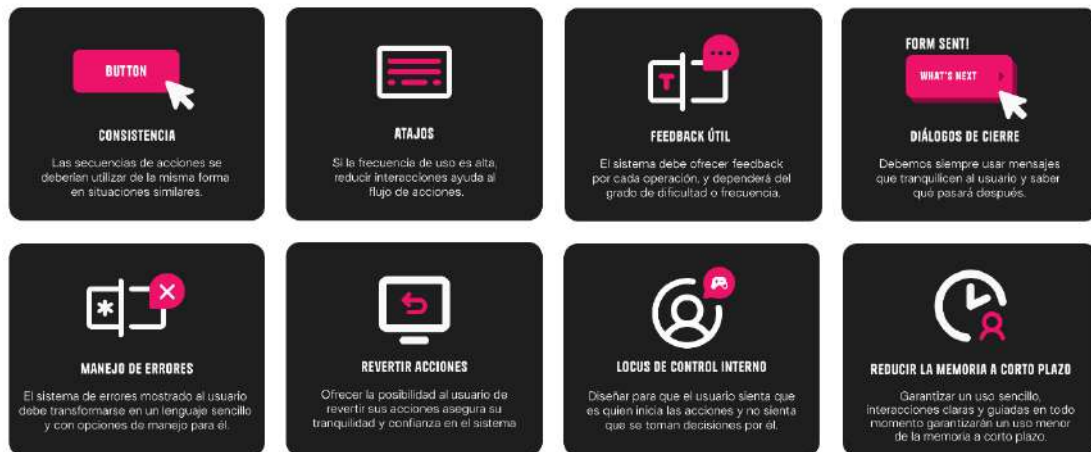 BUTTON
CONSISTENCIA
Las secuencias de acciones se
deberían utilizar de la misma forma
en situaciones similares.
ATAJOS
Si la frecuencia de uso es alta,
reducir interacciones ayuda al
flujo de acciones.
T
FEEDBACK ÚTIL
El sistema debe ofrecer feedback
por cada operación, y dependerá del
grado de dificultad o frecuencia.
FORM SENT!
WHAT'S NEXT
DIÁLOGOS DE CIERRE
Debemos siempre usar mensajes
que tranquilicen al usuario y saber
qué pasará después.
MANEJO DE ERRORES
El sistema de errores mostrado al usuario
debe transformarse en un lenguaje sencillo
y con opciones de manejo para él.
REVERTIR ACCIONES
Ofrecer la posibilidad al usuario de
revertir sus acciones asegura su
tranquilidad y confianza en el sistema
LOCUS DE CONTROL INTERNO
Diseñar para que el usuario sienta que
es quien inicia las acciones y no sienta
que se toman decisiones por él.
REDUCIR LA MEMORIA A CORTO PLAZO
Garantizar un uso sencillo,
interacciones claras y guiadas en todo
momento garantizarán un uso menor
de la memoria a corto plazo.